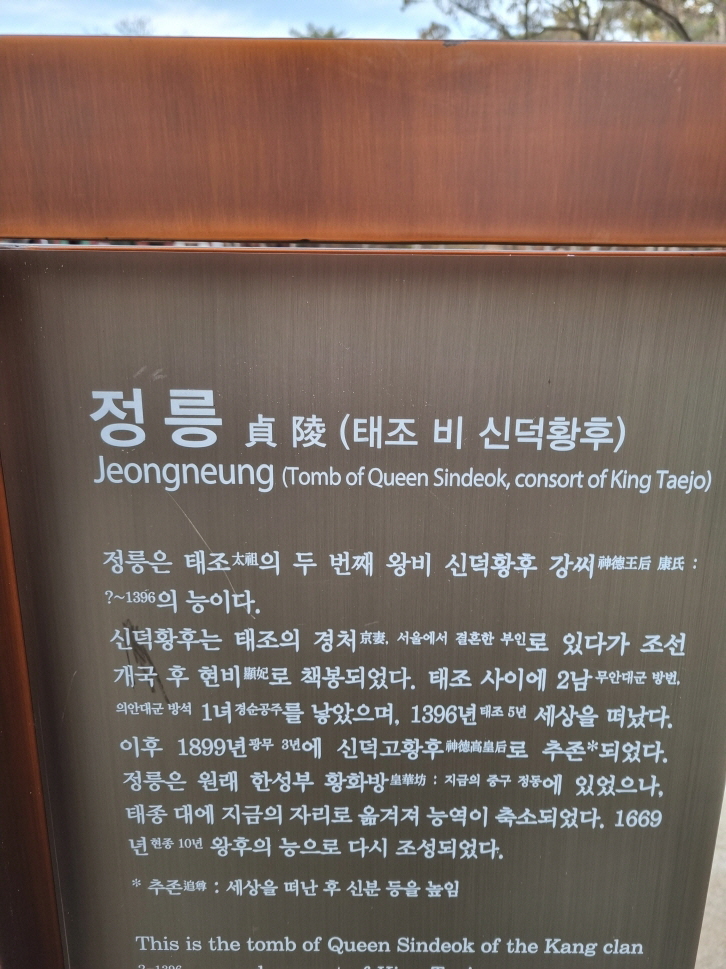 정릉 貞陵 (태조 비 신덕황후)
Jeongneung (Tomb of Queen Sindeok, consort of King Taejo)
정릉은 태조太祖의 두 번째 왕비 신덕황후 강씨神德王后 康氏 :
?~1396의 능이다.
신덕황후는 태조의 경처京妻, 서울에서 결혼한 부인로 있다가 조선
개국 후 현비顯妃로 책봉되었다. 태조 사이에 2남무안대군 방번,
의안대군 방석 1녀경순공주를 낳았으며, 1396년태조 5년 세상을 떠났다.
이후 1899년광무 3년에 신덕고황후神德高皇后로 추존*되었다.
정릉은 원래 한성부 황화방皇華坊 : 지금의 중구 정동에 있었으나,
태종 대에 지금의 자리로 옮겨져 능역이 축소되었다. 1669
년현종 10년 왕후의 능으로 다시 조성되었다.
* 추존追尊 : 세상을 떠난 후 신분 등을 높임
This is the tomb of Queen Sindeok of the Kang clan